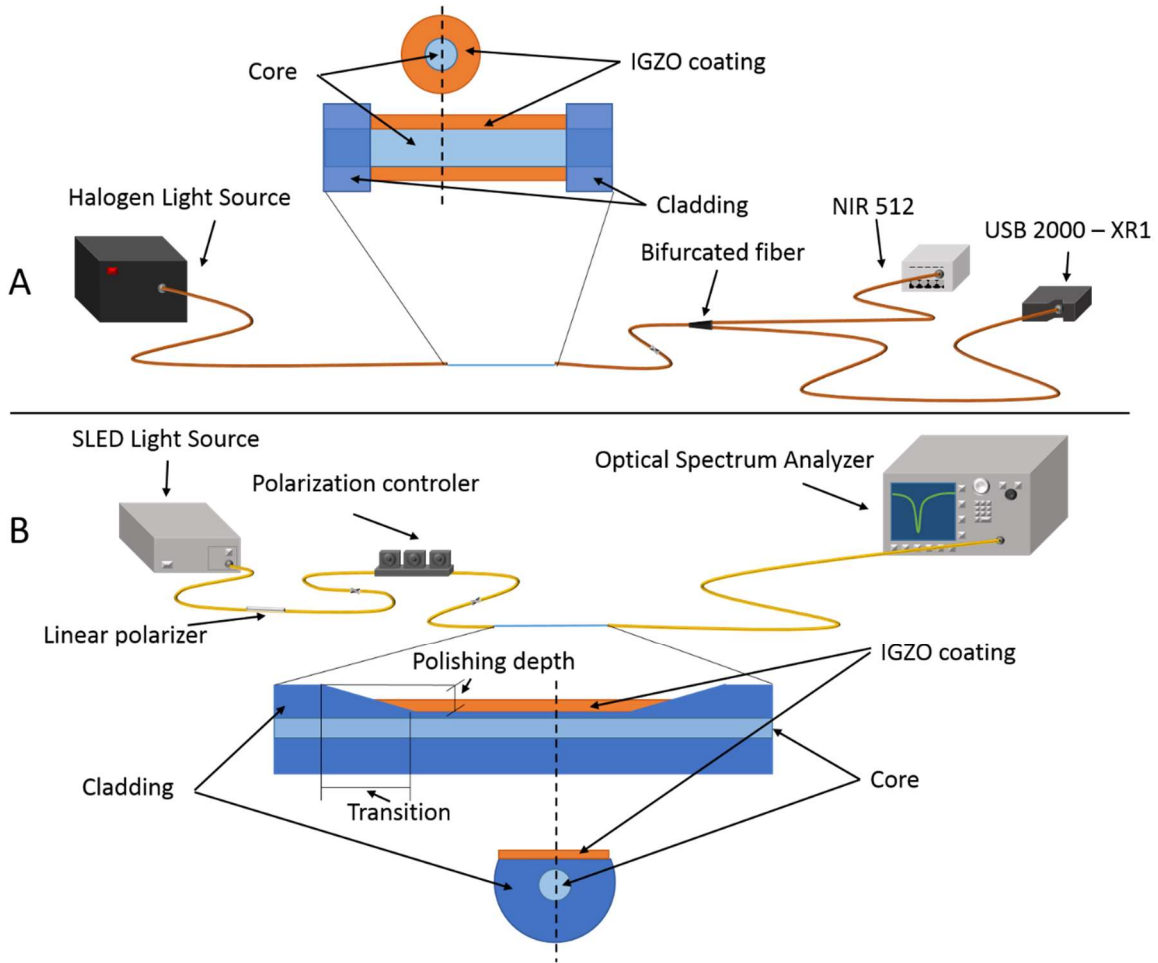 Core
IGZO coating
Halogen Light Source
Cladding
NIR 512
USB 2000 – XR1
Bifurcated fiber
A
SLED Light Source
Polarization controler
Optical Spectrum Analyzer
B
Linear polarizer
Polishing depth
IGZO coating
Cladding
Core
Transition